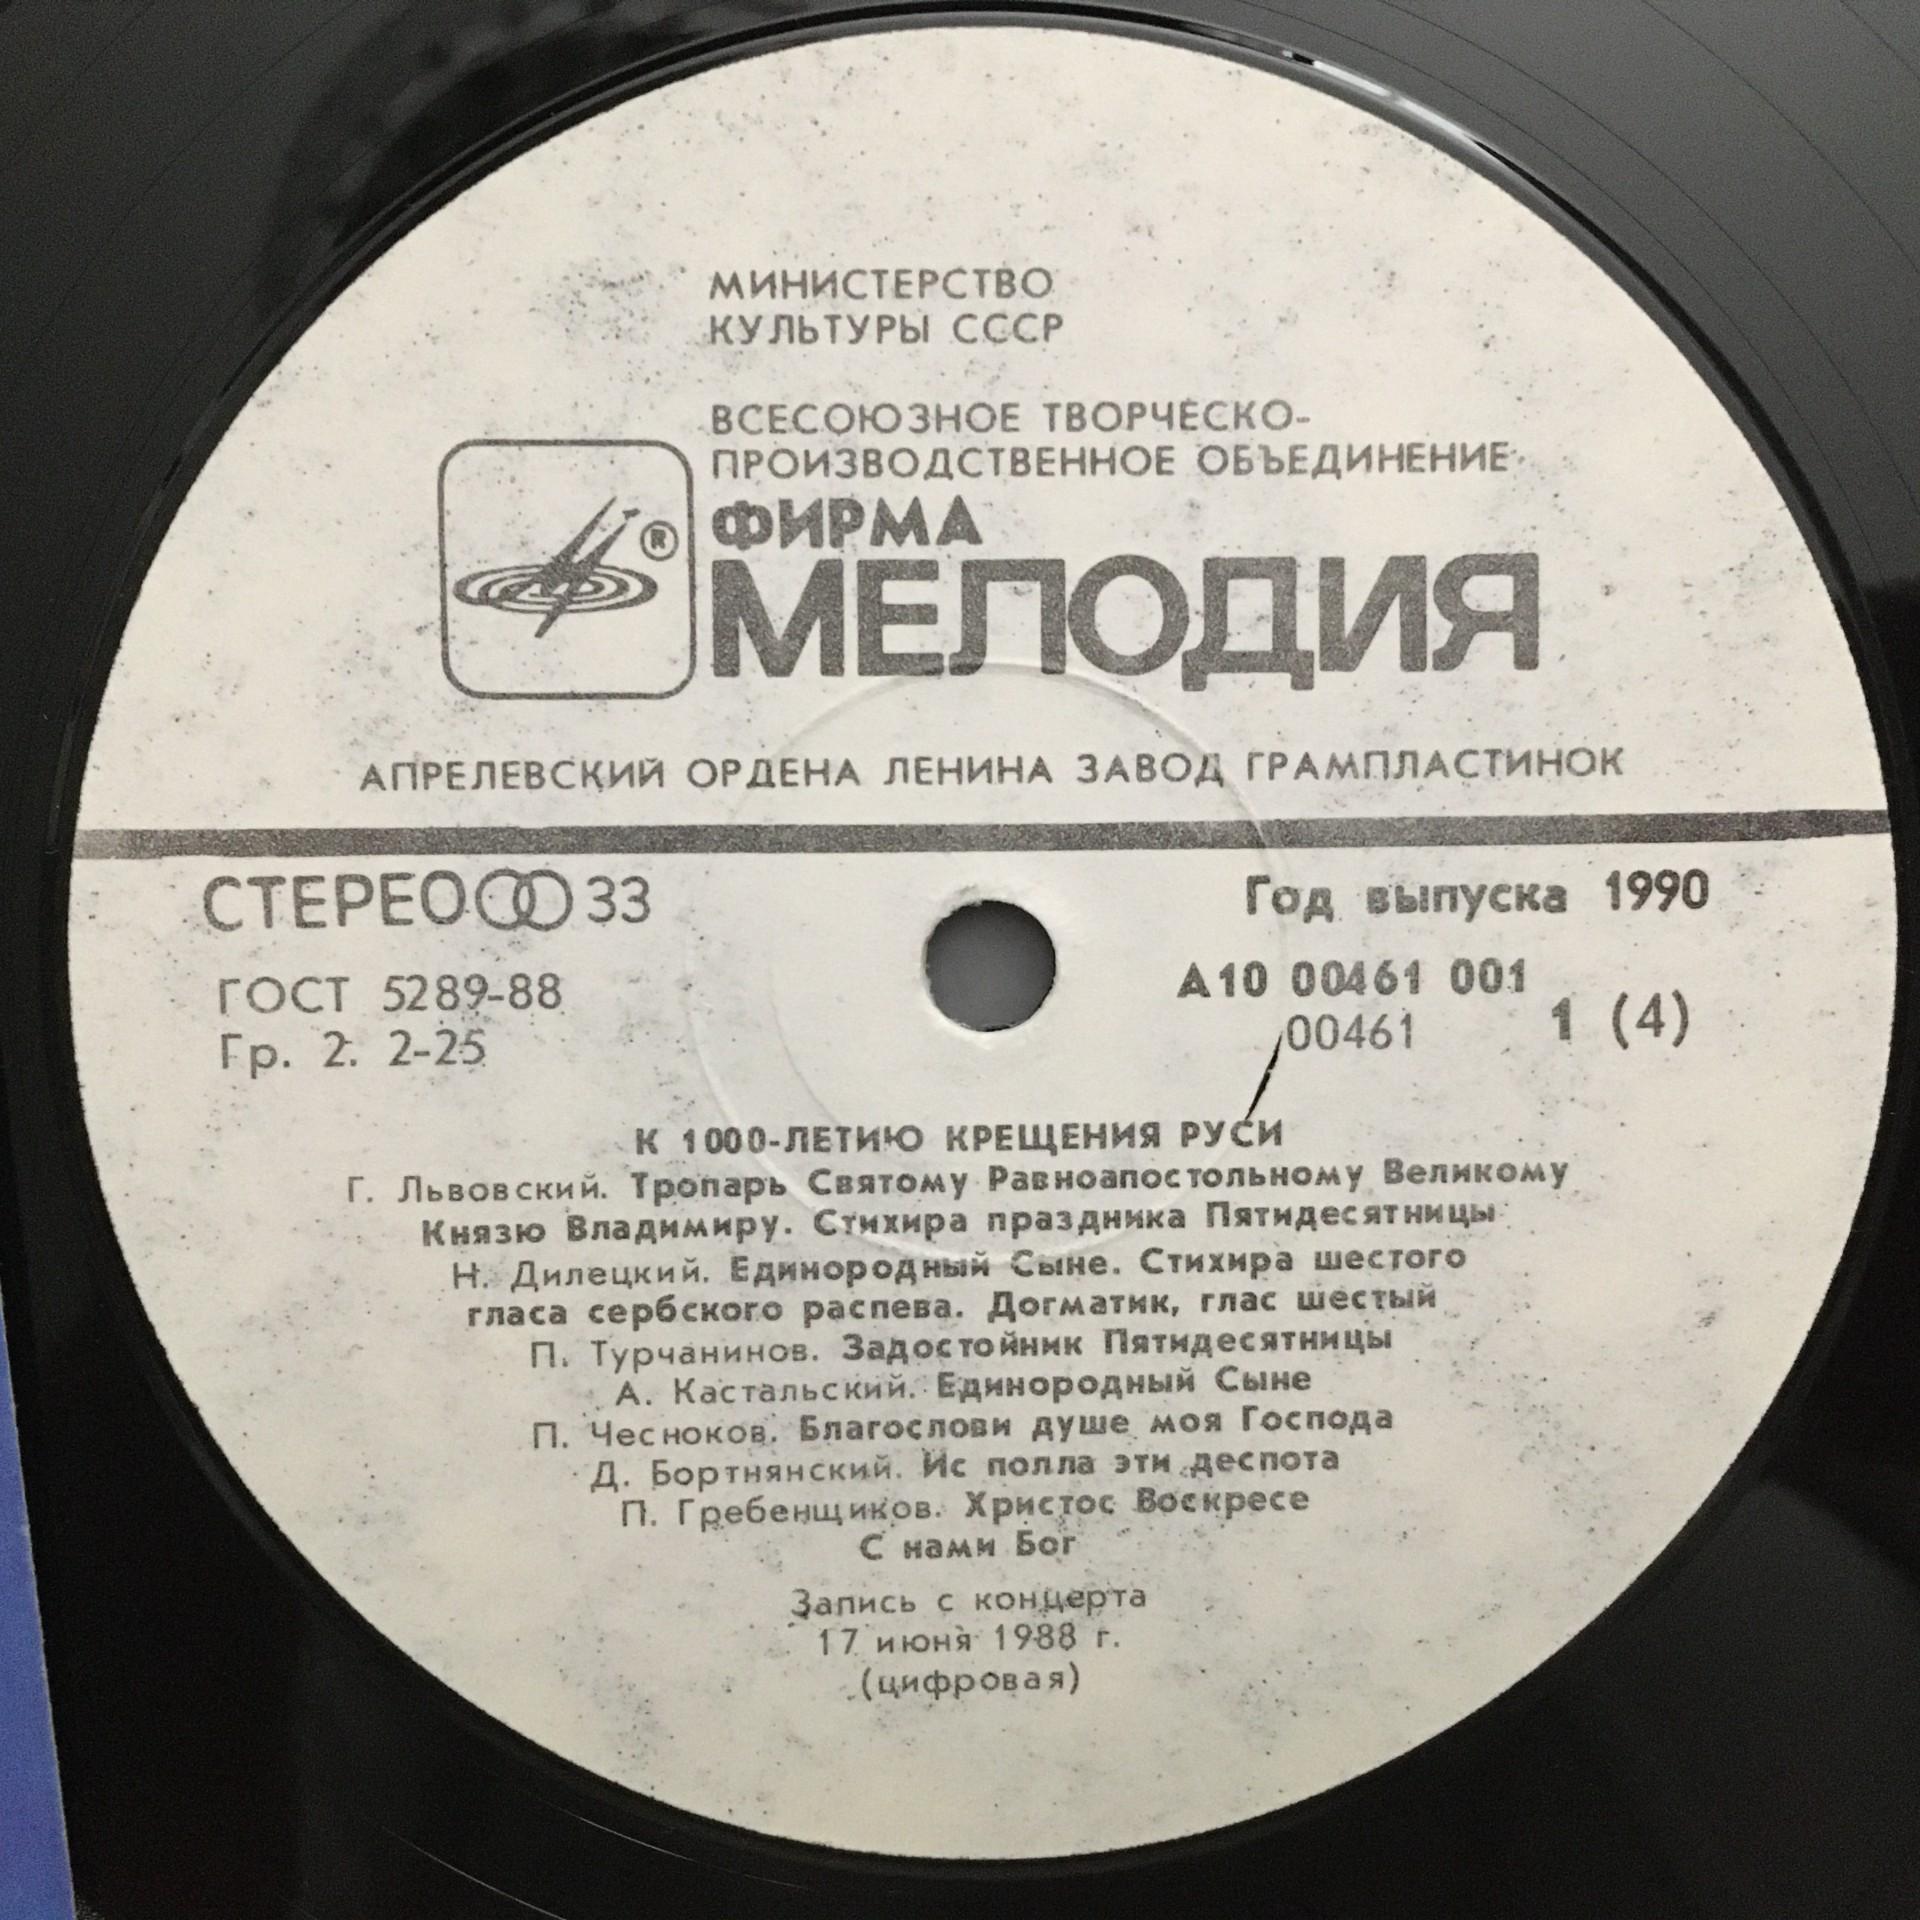 МИНИСТЕРСТВО
КУЛЬТУРЫ СССР
ВСЕСОЮЗНОЕ ТВОРЧЕСКО-
ПРОИЗВОДСТВЕННОЕ ОБЪЕДИНЕНИЕ
®
ФИРМА
МЕЛОДИЯ
АПРЕЛЕВСКИЙ ОРДЕНА ЛЕНИНА ЗАВОД ГРАМПЛАСТИНОК
СТЕРЕО 33
Год выпуска 1990
ГОСТ 5289-88
А10 00461 001
Гр. 2. 2-25
00461 1 (4)
К 1000-ЛЕТИЮ КРЕЩЕНИЯ РУСИ
Г. Львовский. Тропарь Святому Равноапостольному Великому
Князю Владимиру. Стихира праздника Пятидесятницы
Н. Дилецкий. Единородный Сыне. Стихира шестого
гласа сербского распева. Догматик, глас шестый
П. Турчанинов. Задостойник Пятидесятницы
А. Кастальский. Единородный Сыне
П. Чесноков. Благослови душе моя Господа
Д. Бортнянский. Ис полла эти деспота
П. Гребенщиков. Христос Воскресе
С нами Бог
Запись с концерта
17 июня 1988 г.
(цифровая)